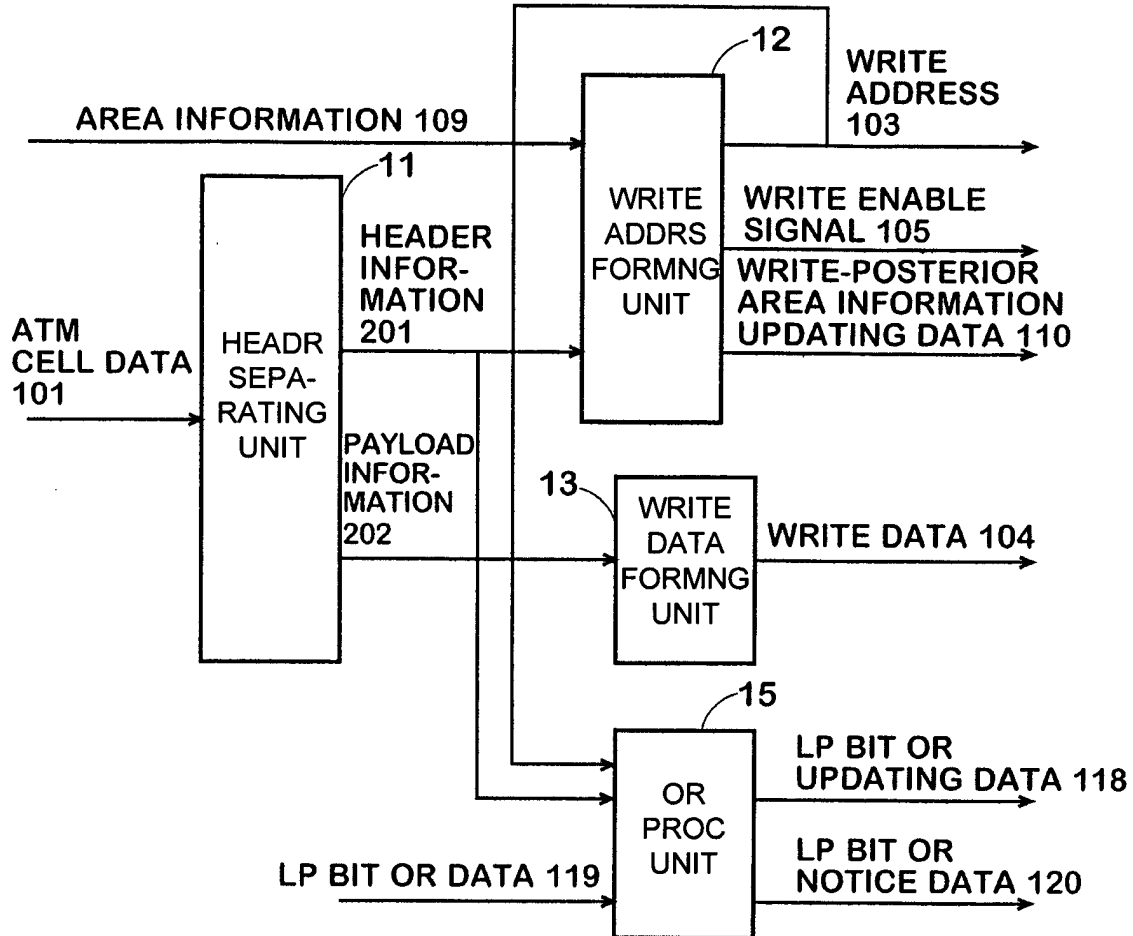 12
WRITE
ADDRESS
103
AREA INFORMATION 109
11
WRITE
ADDRS
FORMNG
UNIT
WRITE ENABLE
SIGNAL 105
HEADER
INFOR-
MATION
201
WRITE-POSTERIOR
AREA INFORMATION
UPDATING DATA 110
ATM
CELL DATA
101
HEADR
SEPA-
RATING
UNIT
PAYLOAD
INFOR-
MATION
202
13
WRITE
DATA
FORMNG
UNIT
WRITE DATA 104
15
OR
PROC
UNIT
LP BIT OR
UPDATING DATA 118
LP BIT OR DATA 119
LP BIT OR
NOTICE DATA 120